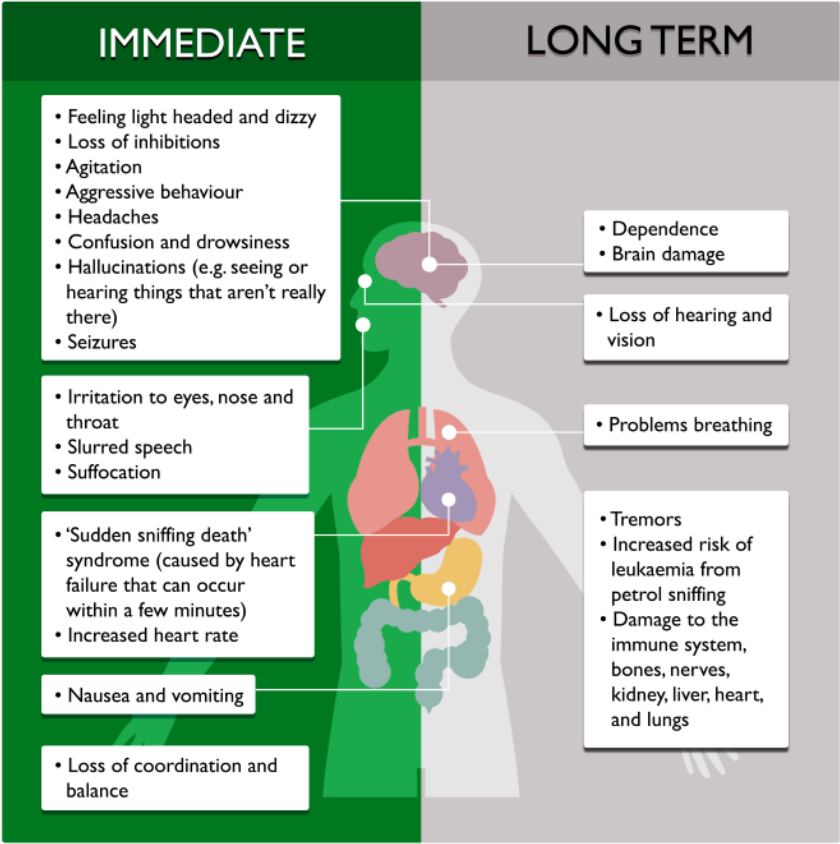 IMMEDIATE
• Feeling light headed and dizzy
• Loss of inhibitions
• Agitation
• Aggressive behaviour
• Headaches
• Confusion and drowsiness
• Hallucinations (e.g. seeing or
hearing things that aren't really
there)
• Seizures
• Irritation to eyes, nose and
throat
• Slurred speech
• Suffocation
• 'Sudden sniffing death'
syndrome (caused by heart
failure that can occur
within a few minutes)
• Increased heart rate
• Nausea and vomiting
• Loss of coordination and
balance
LONG TERM
• Dependence
• Brain damage
• Loss of hearing and
vision
• Problems breathing
• Tremors
• Increased risk of
leukaemia from
petrol sniffing
• Damage to the
immune system,
bones, nerves,
kidney, liver, heart,
and lungs